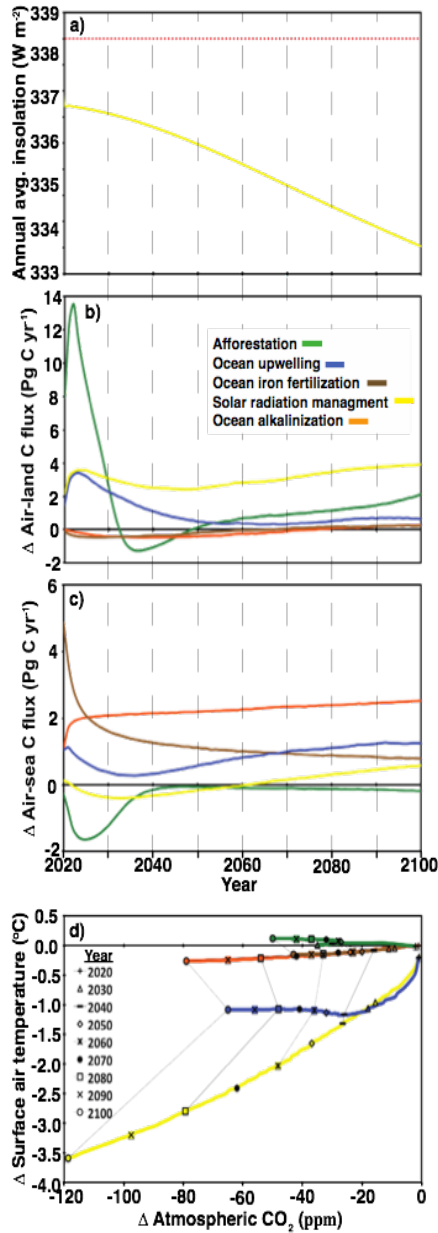 a)
Annual avg. insolation (W m⁻²)
339
338
337
336
335
334
333
b)
Δ Air-land C flux (Pg C yr⁻¹)
14
12
10
8
6
4
2
0
-2
Afforestation
Ocean upwelling
Ocean iron fertilization
Solar radiation managment
Ocean alkalinization
c)
Δ Air-sea C flux (Pg C yr⁻¹)
6
4
2
0
-2
2020 2040 2060 2080 2100
Year
d)
Δ Surface air temperature (°C)
0.5
0.0
-0.5
-1.0
-1.5
-2.0
-2.5
-3.0
-3.5
-4.0
Year
2020
2030
2040
2050
2060
2070
2080
2090
2100
-120 -100 -80 -60 -40 -20 0
Δ Atmospheric CO₂ (ppm)